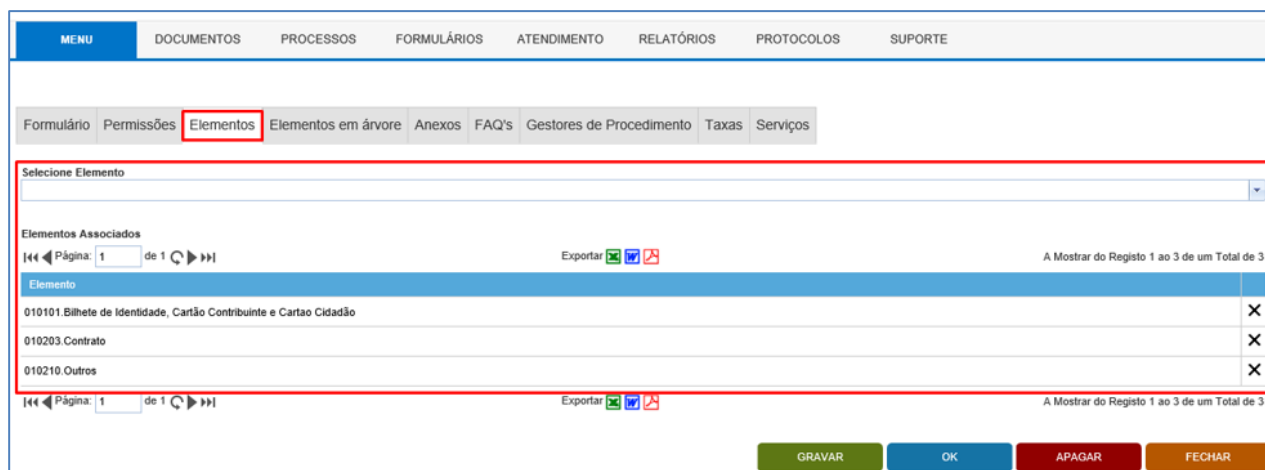 MENU DOCUMENTOS PROCESSOS FORMULÁRIOS ATENDIMENTO RELATÓRIOS PROTOCOLOS SUPORTE
Formulário Permissões Elementos Elementos em árvore Anexos FAQ's Gestores de Procedimento Taxas Serviços
Selecione Elemento
Elementos Associados
Página: 1 de 1 Exportar A Mostrar do Registo 1 ao 3 de um Total de 3
Elemento
010101.Bilhete de Identidade, Cartão Contribuinte e Cartao Cidadão
010203.Contrato
010210.Outros
Página: 1 de 1 Exportar A Mostrar do Registo 1 ao 3 de um Total de 3
GRAVAR OK APAGAR FECHAR